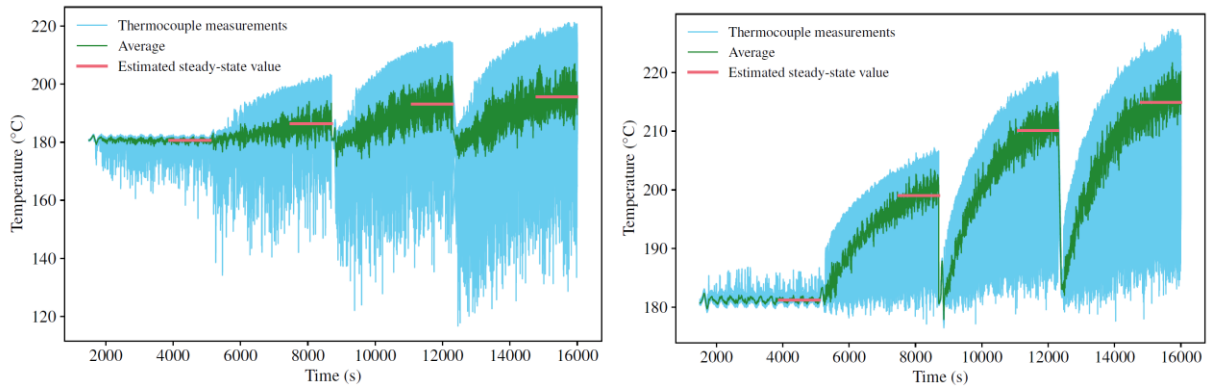 Thermocouple measurements
Average
Estimated steady-state value
Temperature (°C)
220
200
180
160
140
120
2000 4000 6000 8000 10000 12000 14000 16000
Time (s)
Thermocouple measurements
Average
Estimated steady-state value
Temperature (°C)
220
210
200
190
180
2000 4000 6000 8000 10000 12000 14000 16000
Time (s)